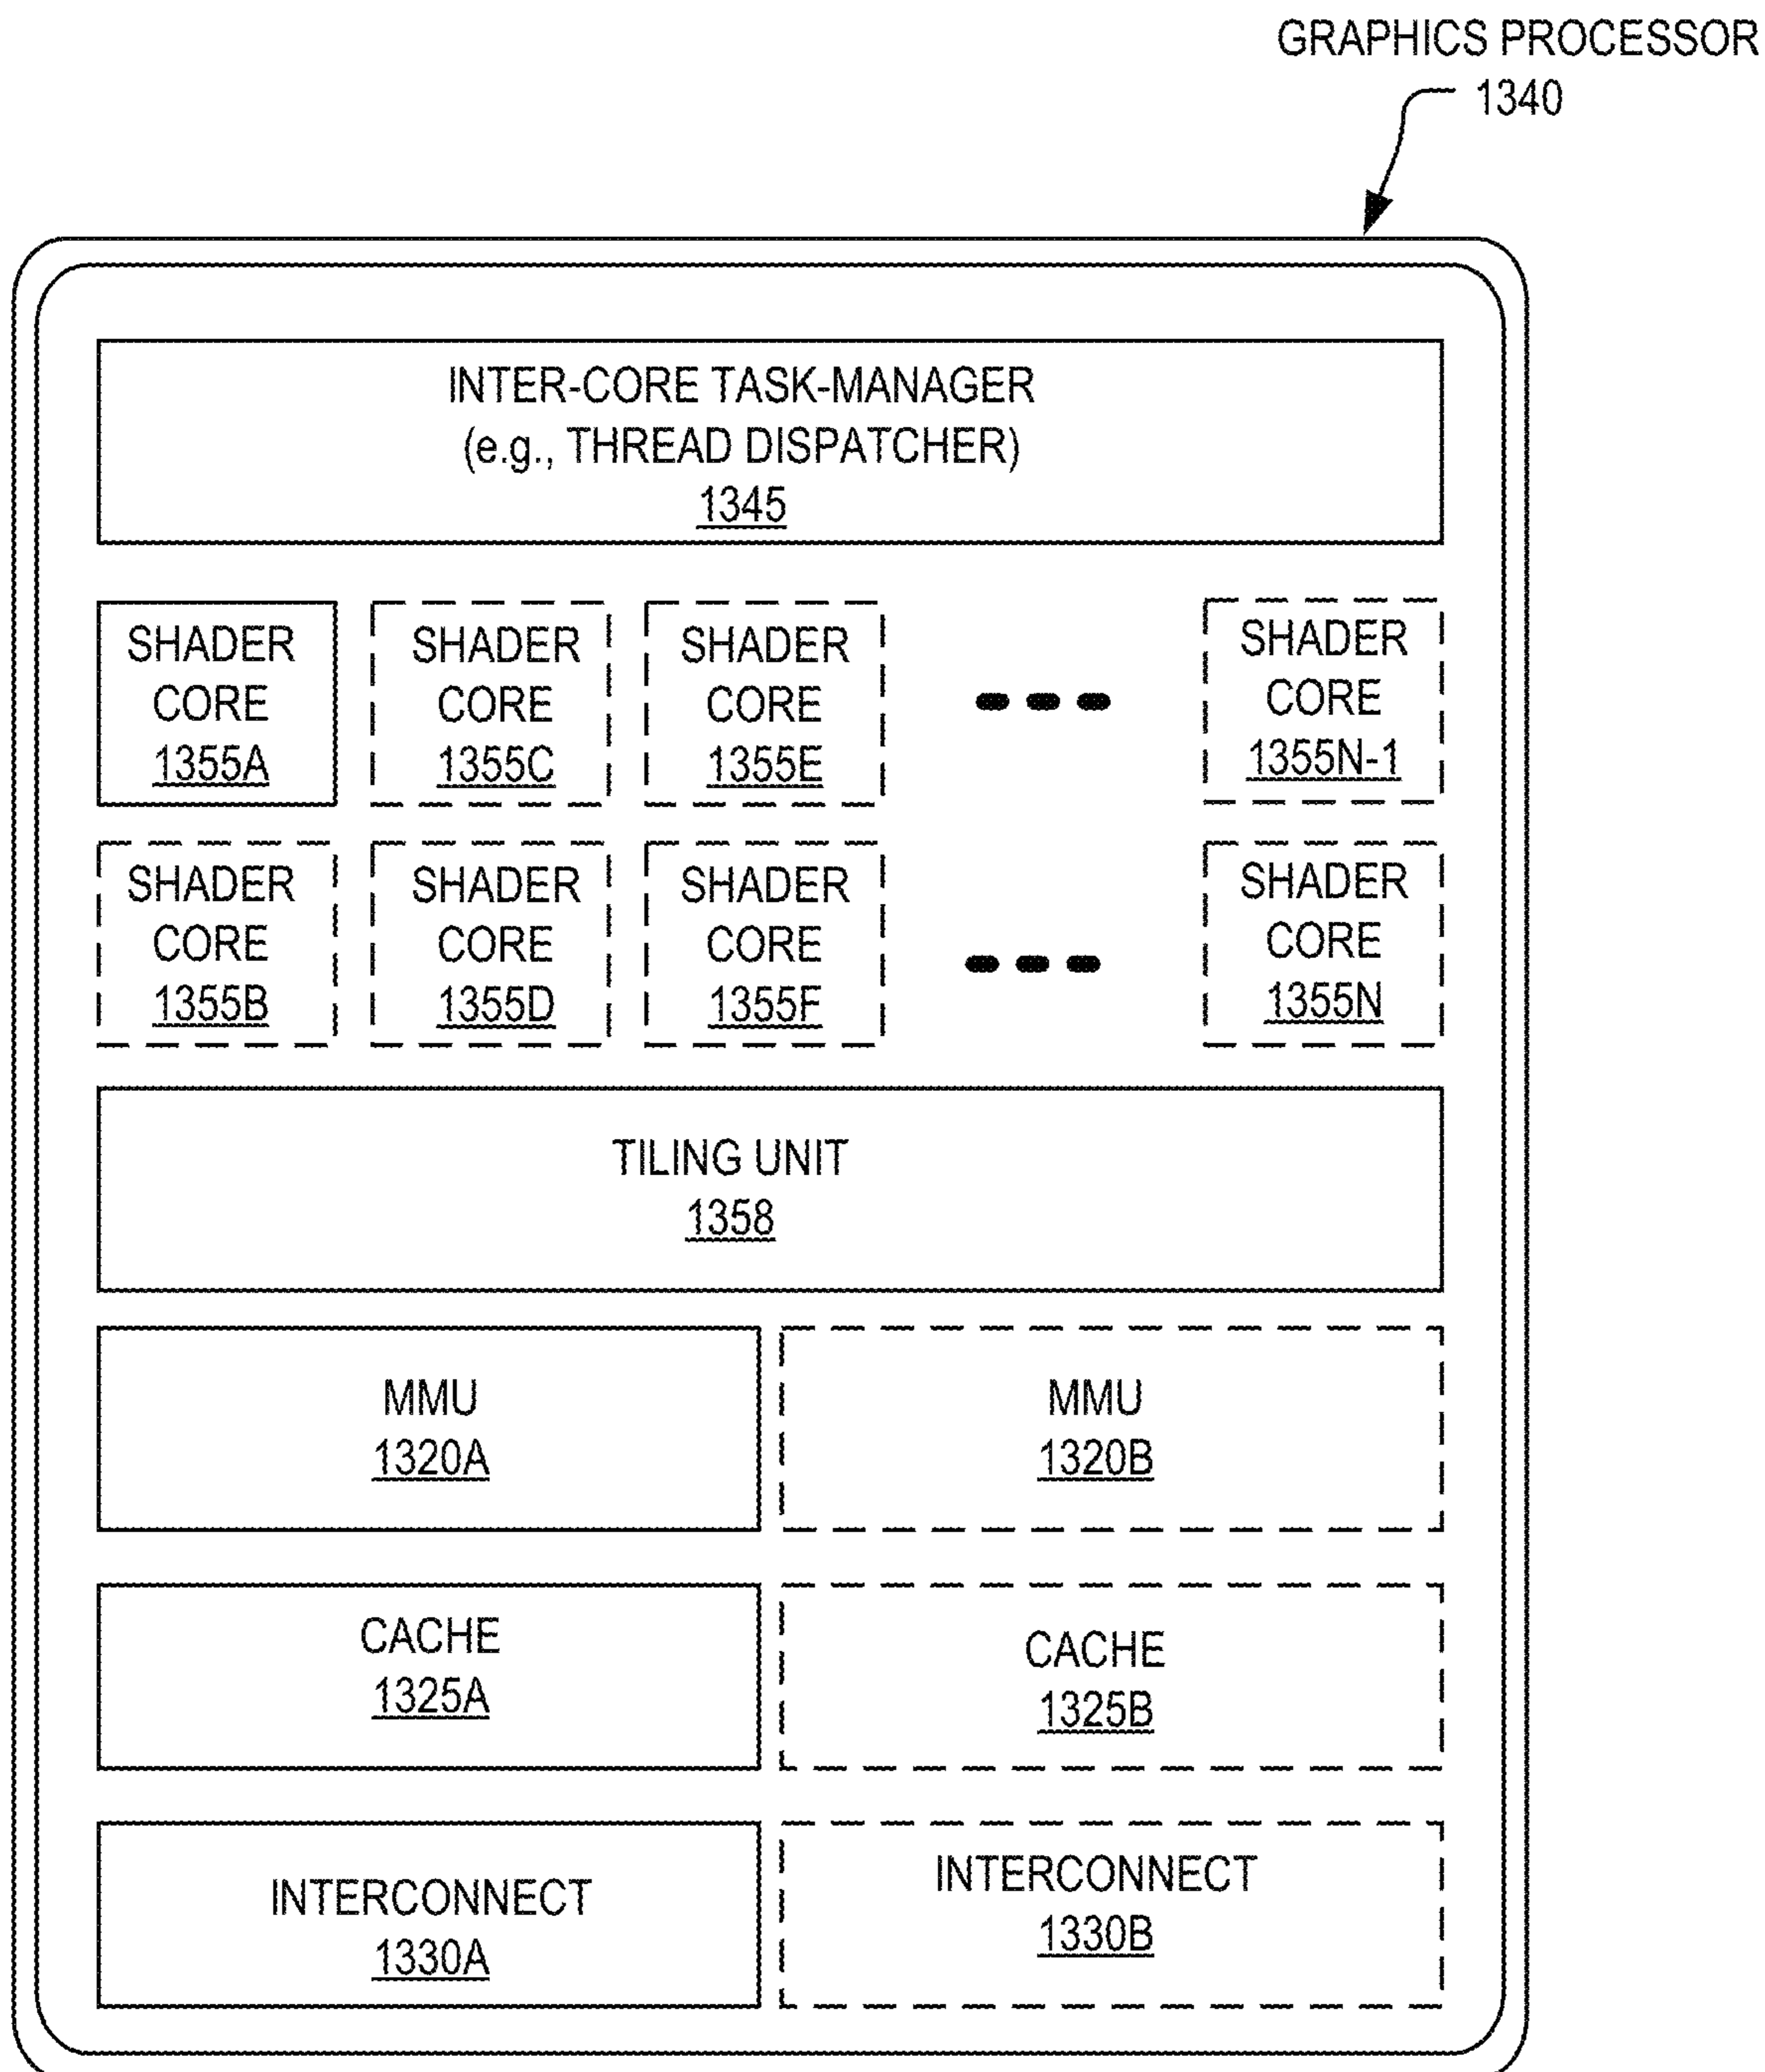 GRAPHICS PROCESSOR
1340
INTER-CORE TASK-MANAGER
(e.g., THREAD DISPATCHER)
1345
SHADER
CORE
1355A
SHADER
CORE
1355C
SHADER
CORE
1355E
SHADER
CORE
1355N-1
SHADER
CORE
1355B
SHADER
CORE
1355D
SHADER
CORE
1355F
SHADER
CORE
1355N
TILING UNIT
1358
MMU
1320A
MMU
1320B
CACHE
1325A
CACHE
1325B
INTERCONNECT
1330A
INTERCONNECT
1330B